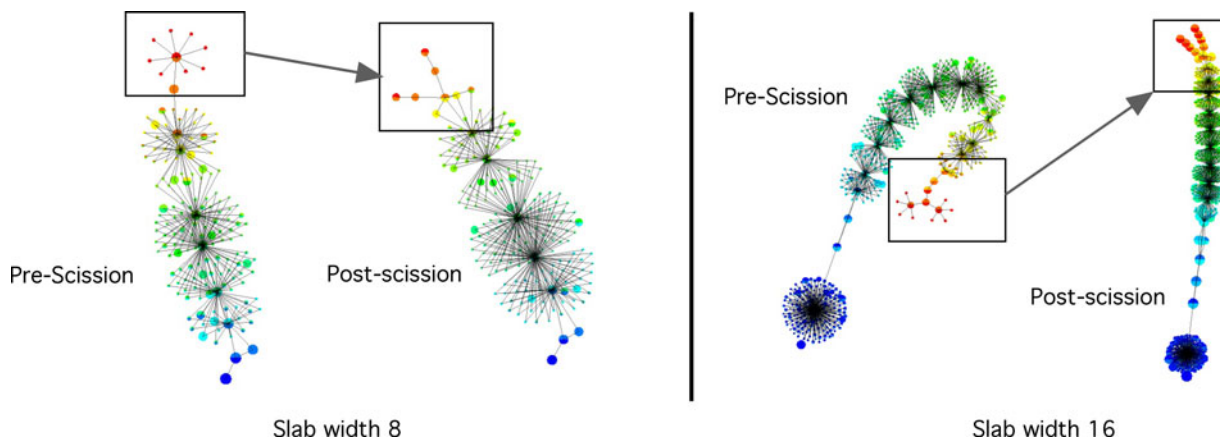 Pre-Scission
Post-scission
Slab width 8
Pre-Scission
Post-scission
Slab width 16